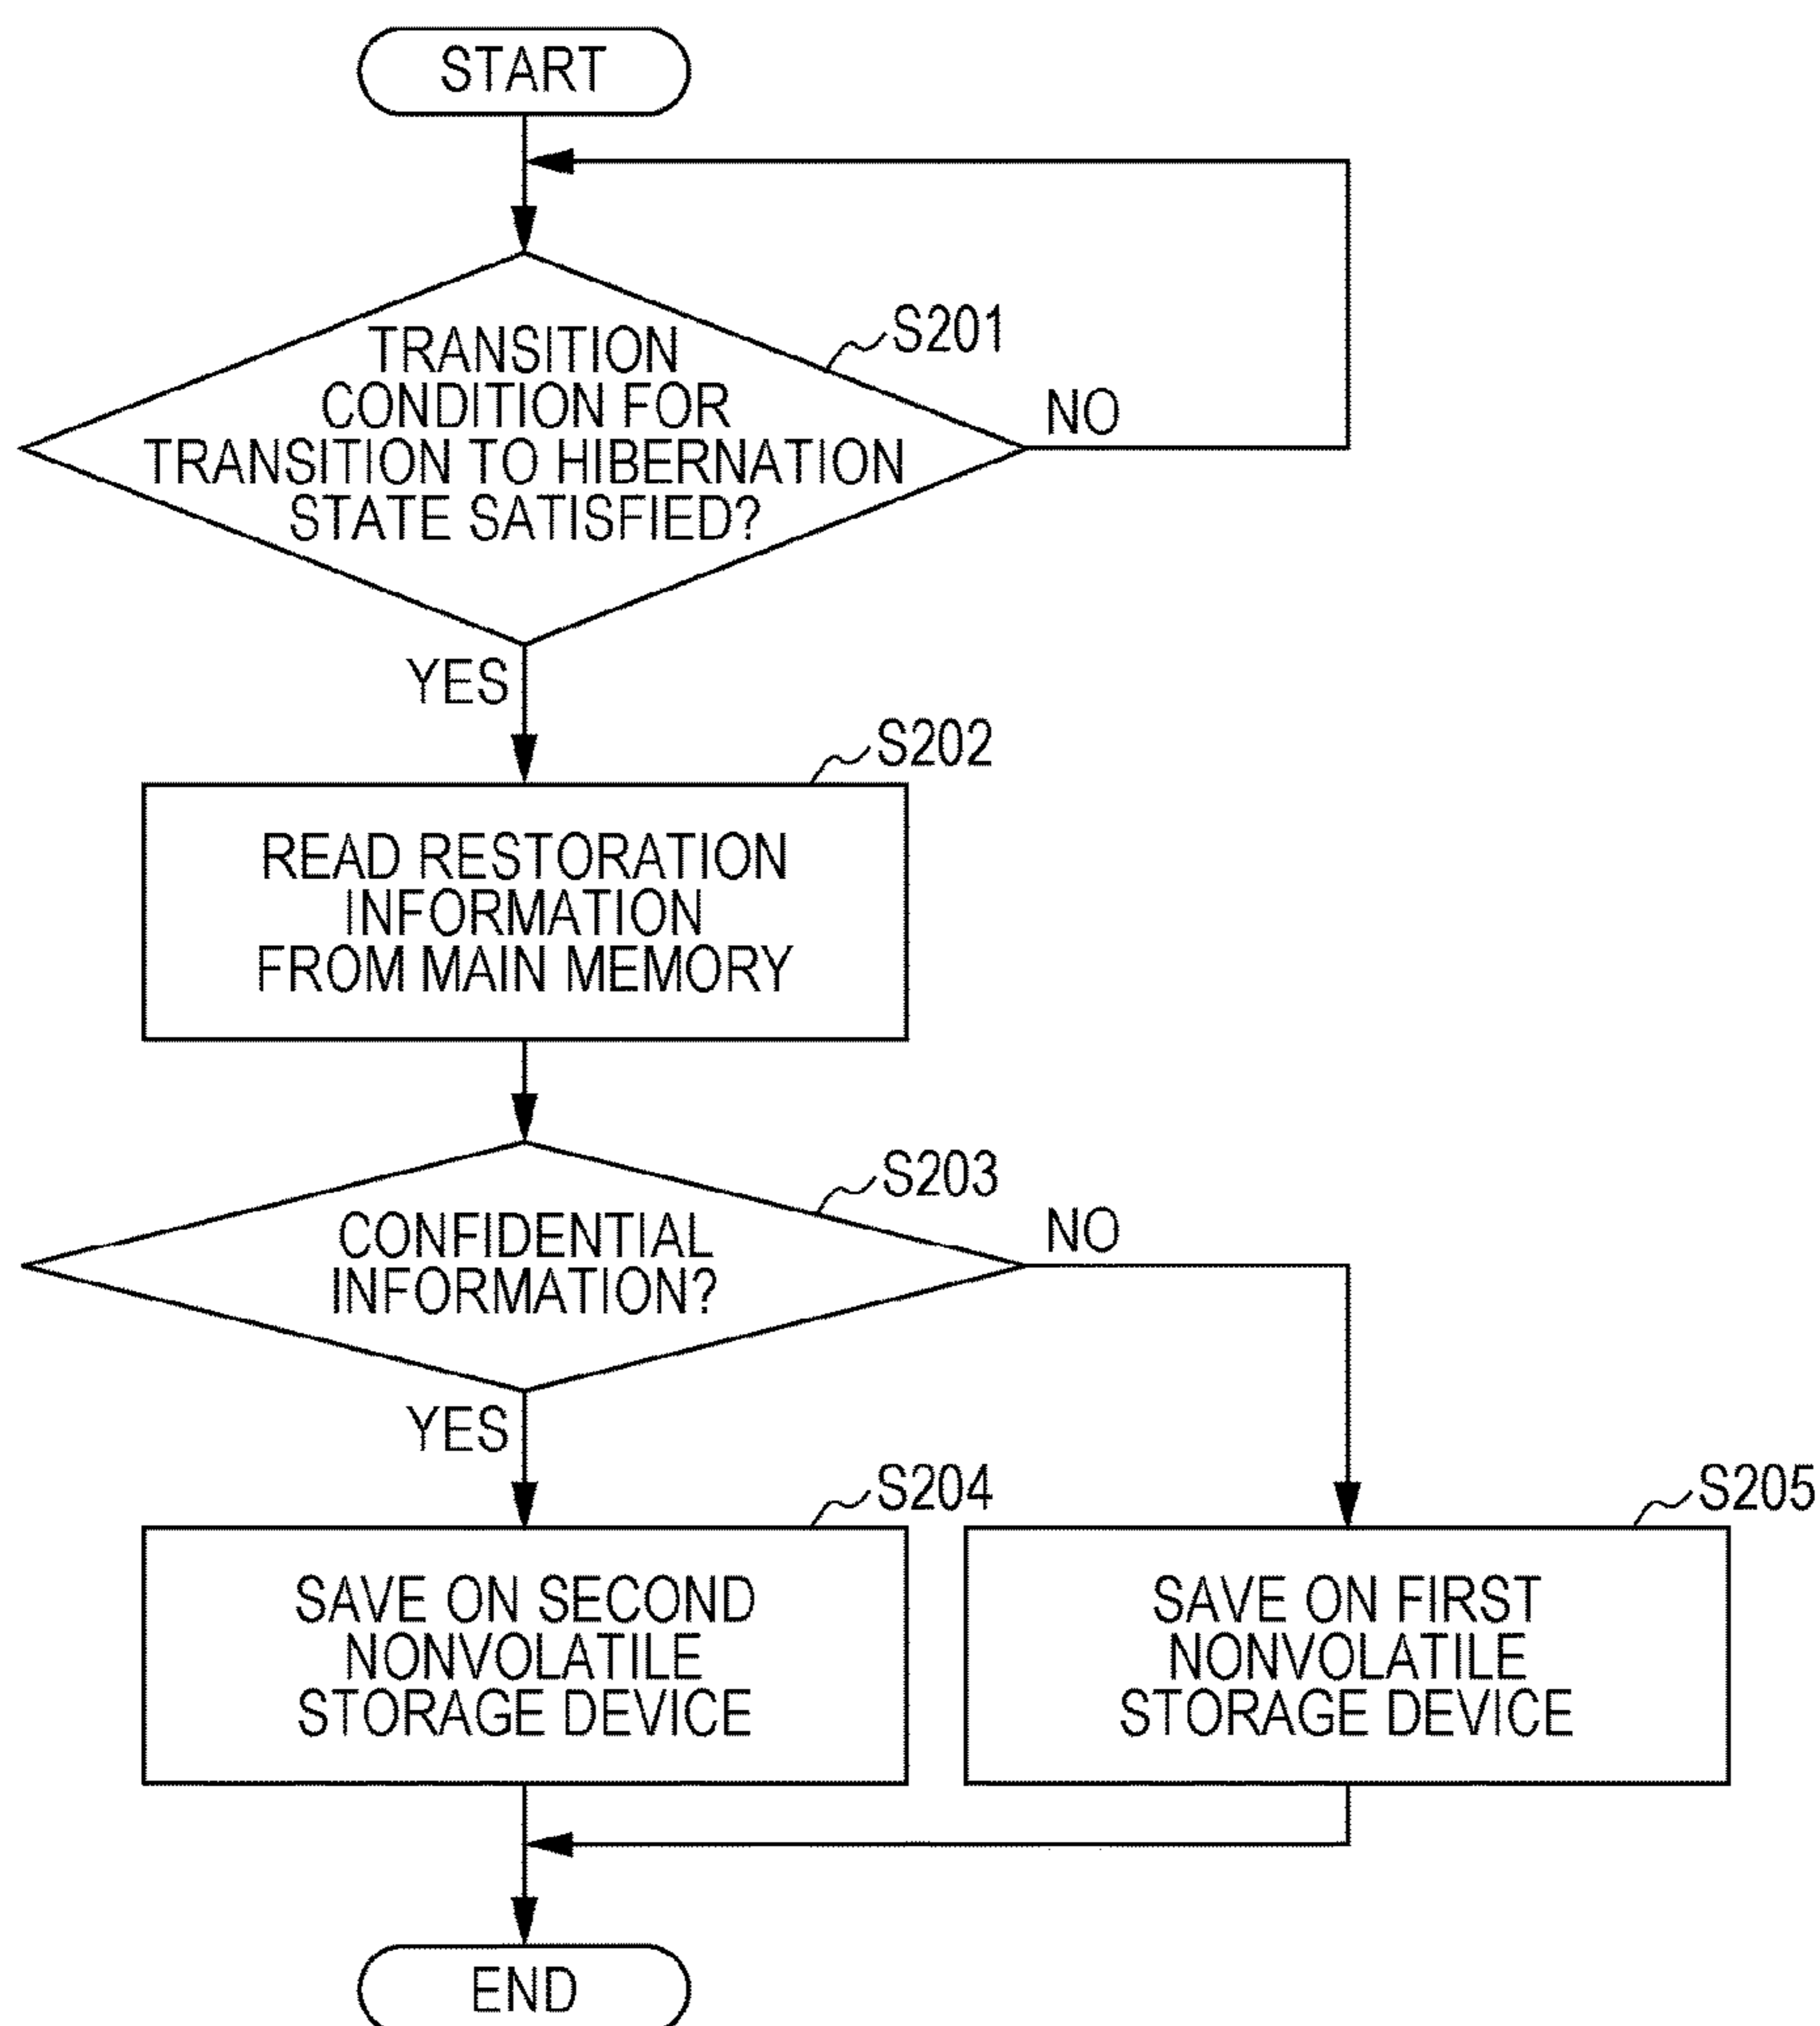 START
TRANSITION
CONDITION FOR
TRANSITION TO HIBERNATION
STATE SATISFIED?
S201
NO
YES
S202
READ RESTORATION
INFORMATION
FROM MAIN MEMORY
S203
CONFIDENTIAL
INFORMATION?
NO
YES
S204
SAVE ON SECOND
NONVOLATILE
STORAGE DEVICE
S205
SAVE ON FIRST
NONVOLATILE
STORAGE DEVICE
END